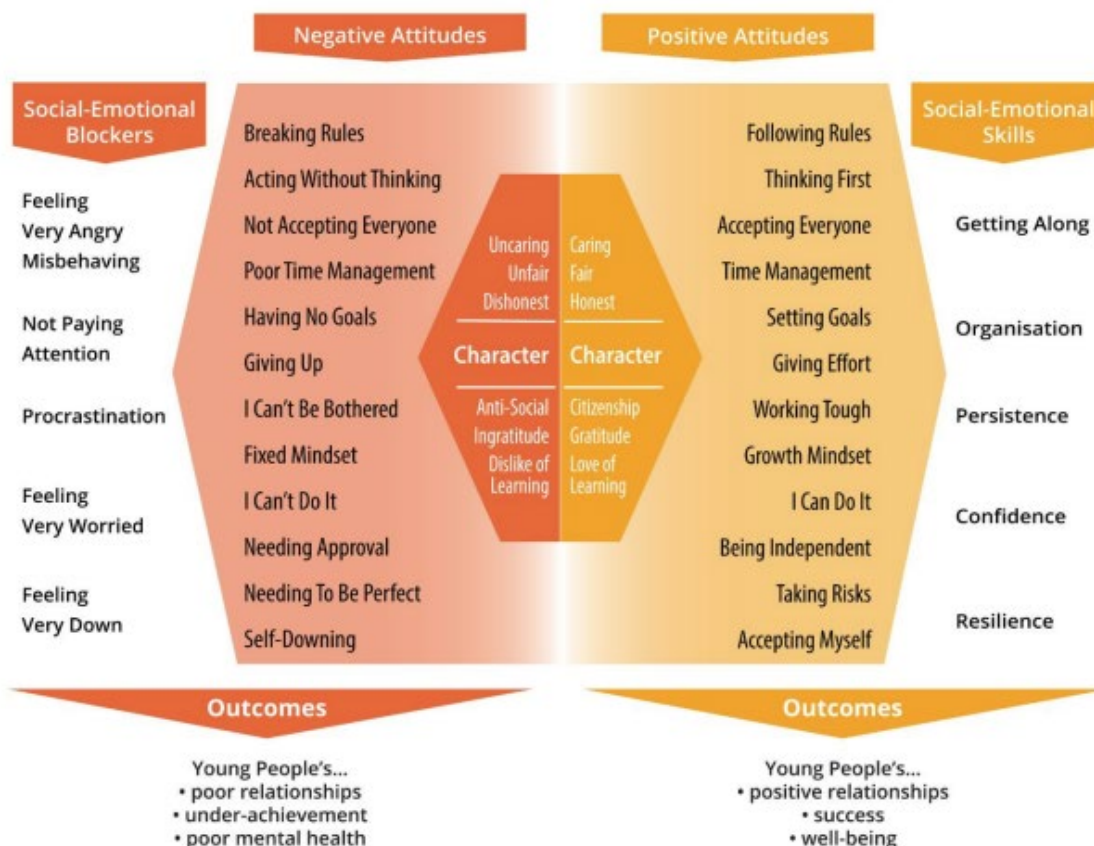 Negative Attitudes
Positive Attitudes
Social-Emotional
Blockers
Feeling
Very Angry
Misbehaving
Not Paying
Attention
Procrastination
Feeling
Very Worried
Feeling
Very Down
Breaking Rules
Acting Without Thinking
Not Accepting Everyone
Poor Time Management
Having No Goals
Giving Up
I Can't Be Bothered
Fixed Mindset
I Can't Do It
Needing Approval
Needing To Be Perfect
Self-Downing
Uncaring
Unfair
Dishonest
Character
Anti-Social
Ingratitude
Dislike of
Learning
Caring
Fair
Honest
Character
Citizenship
Gratitude
Love of
Learning
Following Rules
Thinking First
Accepting Everyone
Time Management
Setting Goals
Giving Effort
Working Tough
Growth Mindset
I Can Do It
Being Independent
Taking Risks
Accepting Myself
Social-Emotional
Skills
Getting Along
Organisation
Persistence
Confidence
Resilience
Outcomes
Young People's...
• poor relationships
• under-achievement
• poor mental health
Outcomes
Young People's...
• positive relationships
• success
• well-being